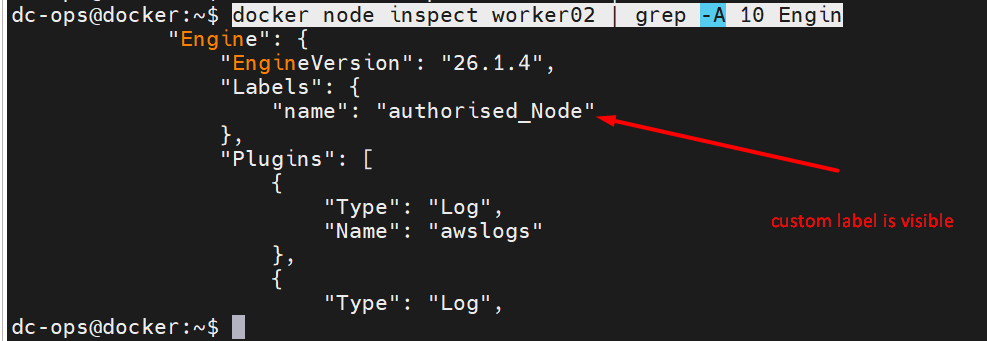 dc-ops@docker:~$ docker node inspect worker02 | grep -A 10 Engin
"Engine": {
"EngineVersion": "26.1.4",
"Labels": {
"name": "authorised_Node"
},
"Plugins": [
{
"Type": "Log",
"Name": "awslogs"
},
{
"Type": "Log",
dc-ops@docker:~$
custom label is visible